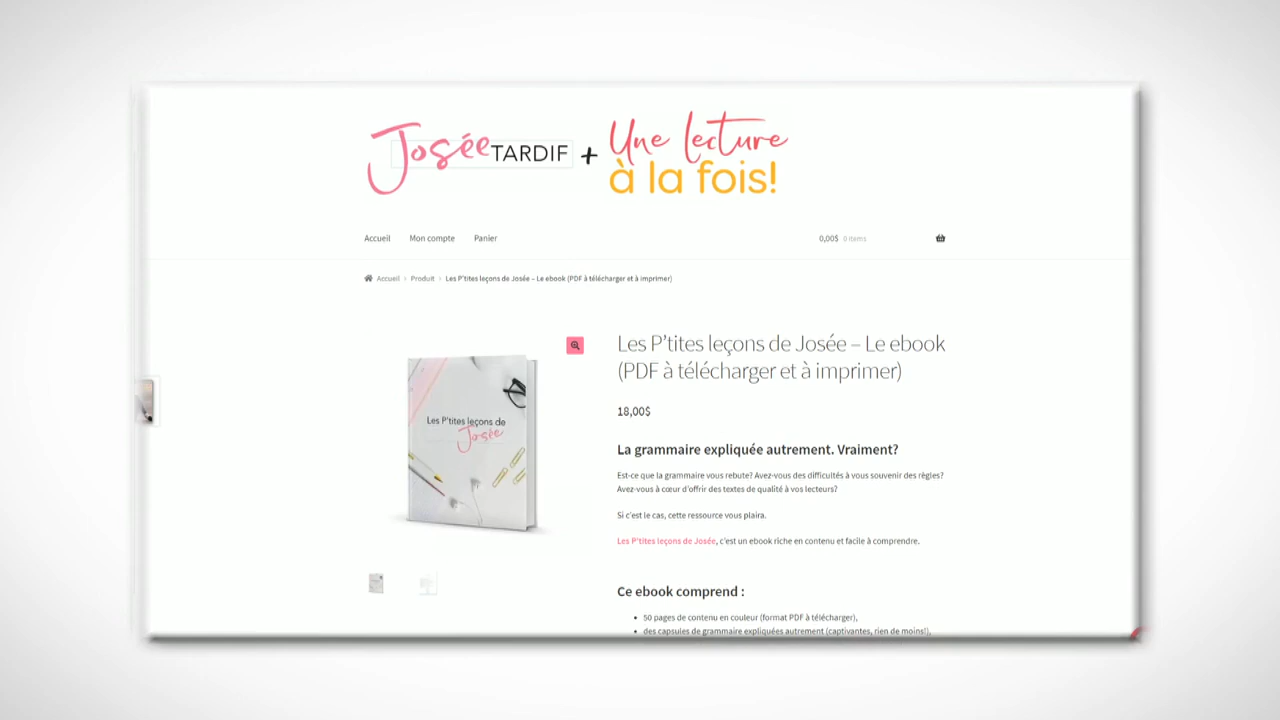 Josée TARDIF + Une lecture
à la fois!
Accueil Mon compte Panier 0,00$ 0 items
Accueil › Produit › Les P'tites leçons de Josée – Le ebook (PDF à télécharger et à imprimer)
Les P'tites leçons de
Josée
Les P'tites leçons de Josée – Le ebook
(PDF à télécharger et à imprimer)
18,00$
La grammaire expliquée autrement. Vraiment?
Est-ce que la grammaire vous rebute? Avez-vous des difficultés à vous souvenir des règles?
Avez-vous à cœur d'offrir des textes de qualité à vos lecteurs?
Si c'est le cas, cette ressource vous plaira.
Les P'tites leçons de Josée, c'est un ebook riche en contenu et facile à comprendre.
Ce ebook comprend :
• 50 pages de contenu en couleur (format PDF à télécharger),
• des capsules de grammaire expliquées autrement (captivantes, rien de moins!),